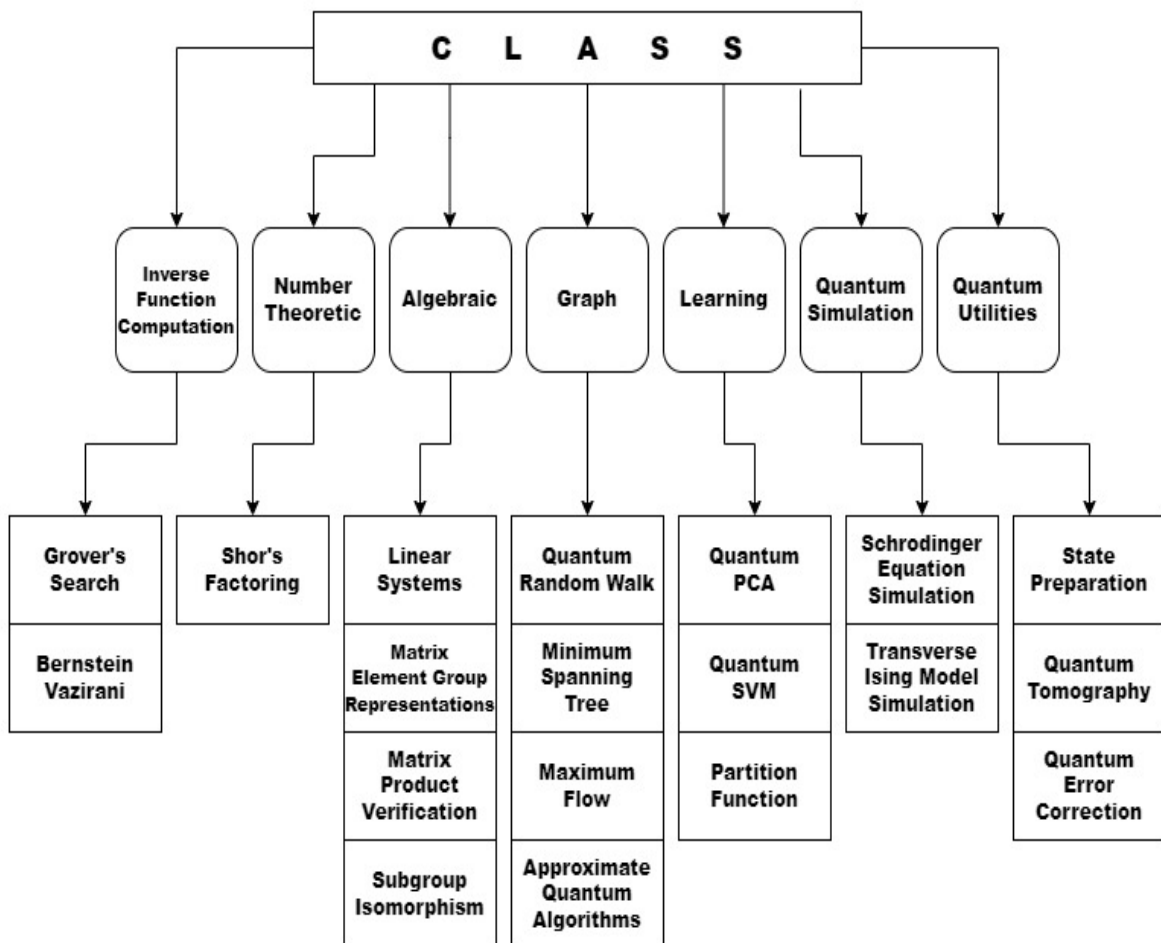 C L A S S
Inverse
Function
Computation
Number
Theoretic
Algebraic
Graph
Learning
Quantum
Simulation
Quantum
Utilities
Grover's
Search
Bernstein
Vazirani
Shor's
Factoring
Linear
Systems
Matrix
Element Group
Representations
Matrix
Product
Verification
Subgroup
Isomorphism
Quantum
Random Walk
Minimum
Spanning
Tree
Maximum
Flow
Approximate
Quantum
Algorithms
Quantum
PCA
Quantum
SVM
Partition
Function
Schrodinger
Equation
Simulation
Transverse
Ising Model
Simulation
State
Preparation
Quantum
Tomography
Quantum
Error
Correction